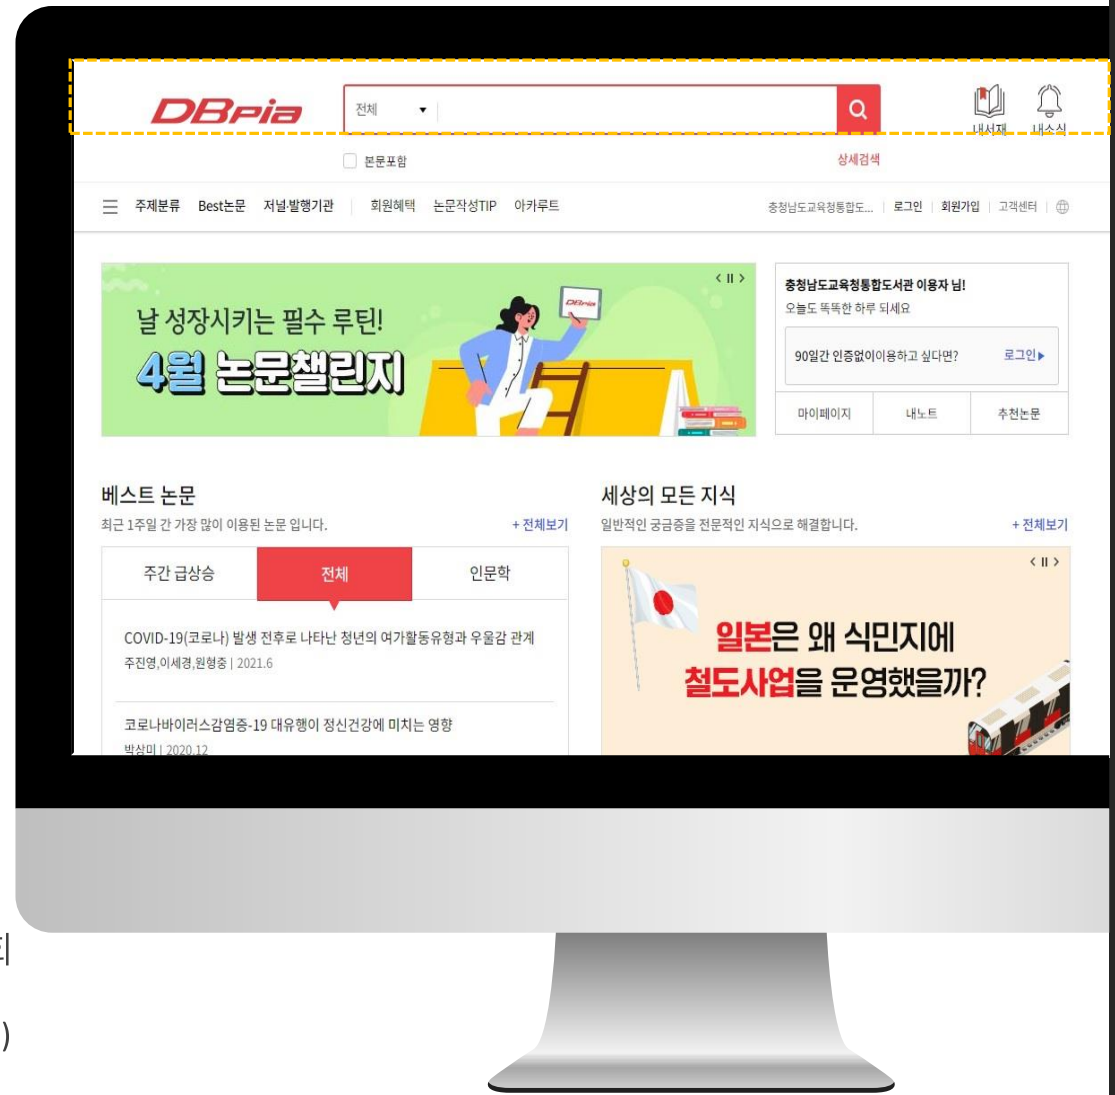 DBpia
전체
내서재
내소식
본문포함
상세검색
주제분류 Best논문 저널·발행기관 회원혜택 논문작성TIP 아카루트
충청남도교육청통합도... 로그인 회원가입 고객센터
날 성장시키는 필수 루틴!
4월 논문챌린지
DBpia
충청남도교육청통합도서관 이용자 님!
오늘도 똑똑한 하루 되세요
90일간 인증없이이용하고 싶다면? 로그인▶
마이페이지 내노트 추천논문
베스트 논문
최근 1주일 간 가장 많이 이용된 논문 입니다. + 전체보기
주간 급상승 전체 인문학
COVID-19(코로나) 발생 전후로 나타난 청년의 여가활동유형과 우울감 관계
주진영,이세경,원형중 | 2021.6
코로나바이러스감염증-19 대유행이 정신건강에 미치는 영향
박상미 | 2020.12
세상의 모든 지식
일반적인 궁금증을 전문적인 지식으로 해결합니다. + 전체보기
일본은 왜 식민지에
철도사업을 운영했을까?
)